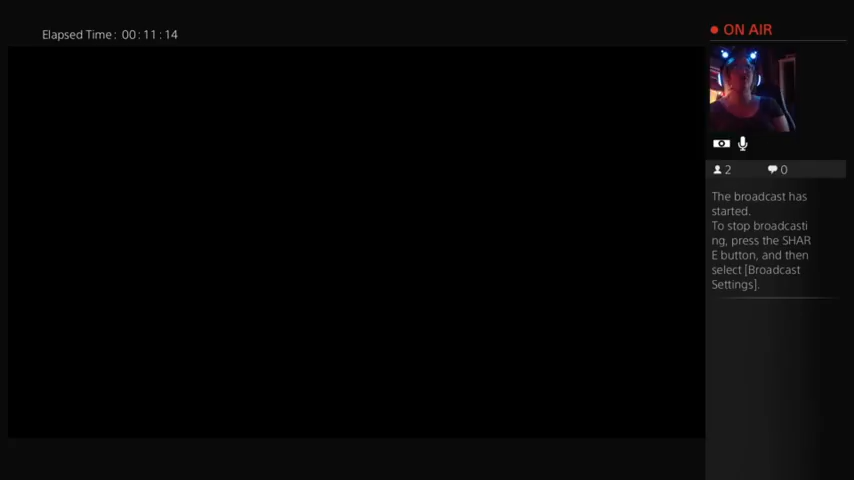 Elapsed Time: 00:11:14
ON AIR
2 0
The broadcast has
started.
To stop broadcasti
ng, press the SHAR
E button, and then
select [Broadcast
Settings].